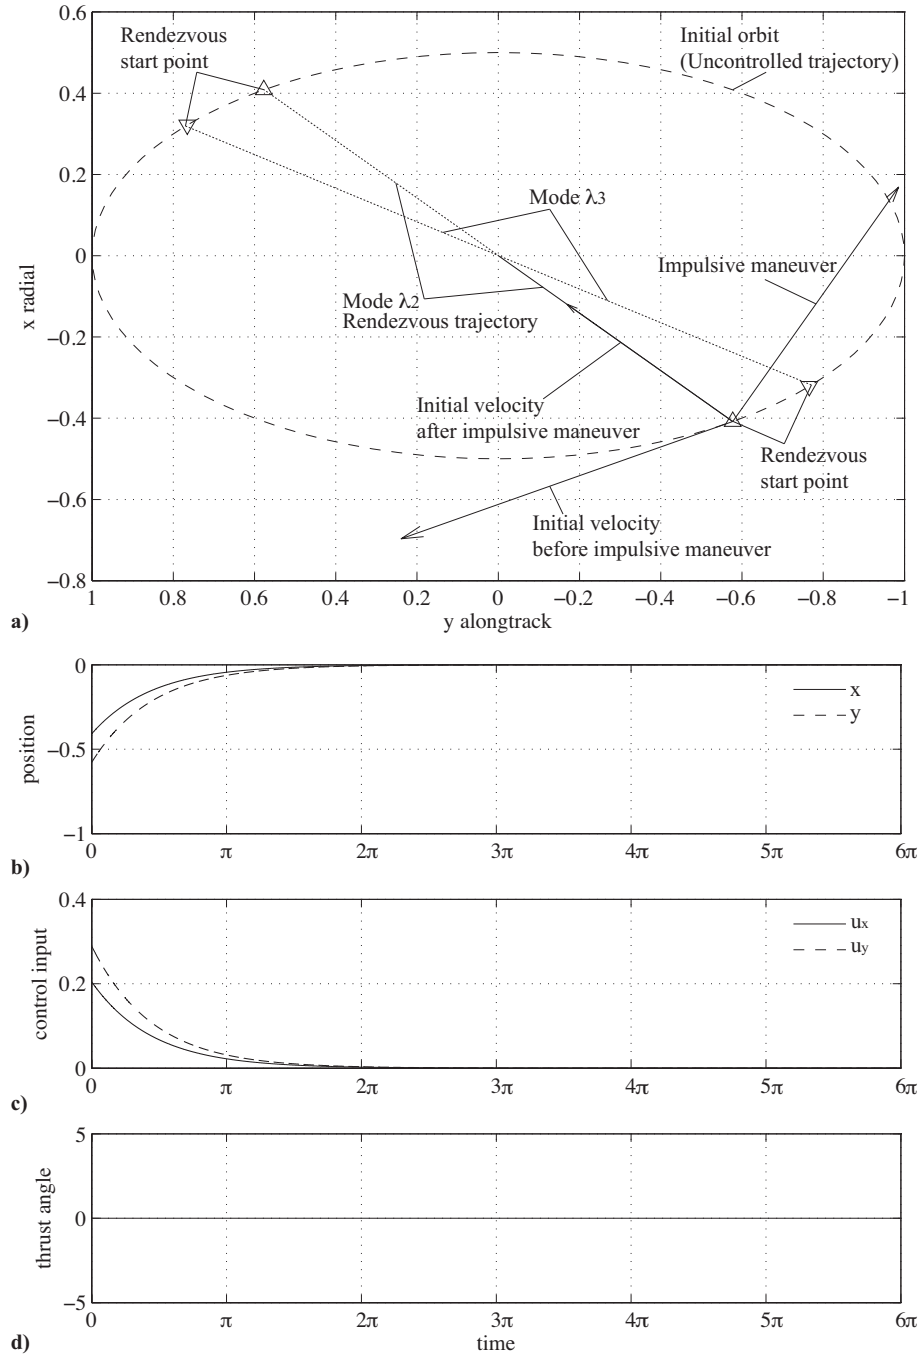 0.6
Rendezvous
start point
Initial orbit
(Uncontrolled trajectory)
0.4
0.2
Mode λ3
0
Impulsive maneuver
x radial
Mode λ2
Rendezvous trajectory
−0.2
−0.4
Initial velocity
after impulsive maneuver
Rendezvous
start point
−0.6
Initial velocity
before impulsive maneuver
−0.8
1 0.8 0.6 0.4 0.2 0 −0.2 −0.4 −0.6 −0.8 −1
a)
y alongtrack
0
x
y
position
−0.5
−1
0 π 2π 3π 4π 5π 6π
b)
0.4
ux
uy
control input
0.2
0
0 π 2π 3π 4π 5π 6π
c)
5
thrust angle
0
−5
0 π 2π 3π 4π 5π 6π
d)
time